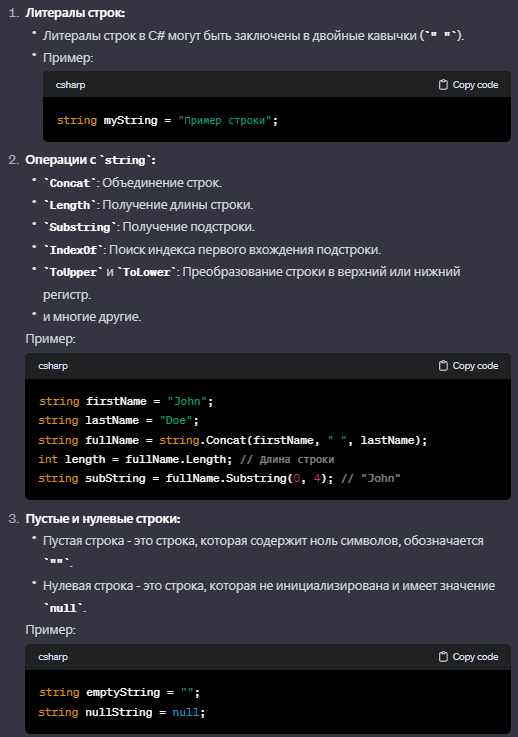 1. Литералы строк:
• Литералы строк в C# могут быть заключены в двойные кавычки (`" "`).
• Пример:
csharp Copy code
string myString = "Пример строки";
2. Операции с `string`:
• `Concat`: Объединение строк.
• `Length`: Получение длины строки.
• `Substring`: Получение подстроки.
• `IndexOf`: Поиск индекса первого вхождения подстроки.
• `ToUpper` и `ToLower`: Преобразование строки в верхний или нижний
регистр.
• и многие другие.
Пример:
csharp Copy code
string firstName = "John";
string lastName = "Doe";
string fullName = string.Concat(firstName, " ", lastName);
int length = fullName.Length; // Длина строки
string subString = fullName.Substring(0, 4); // "John"
3. Пустые и нулевые строки:
• Пустая строка - это строка, которая содержит ноль символов, обозначается
`""`.
• Нулевая строка - это строка, которая не инициализирована и имеет значение
`null`.
Пример:
csharp Copy code
string emptyString = "";
string nullString = null;